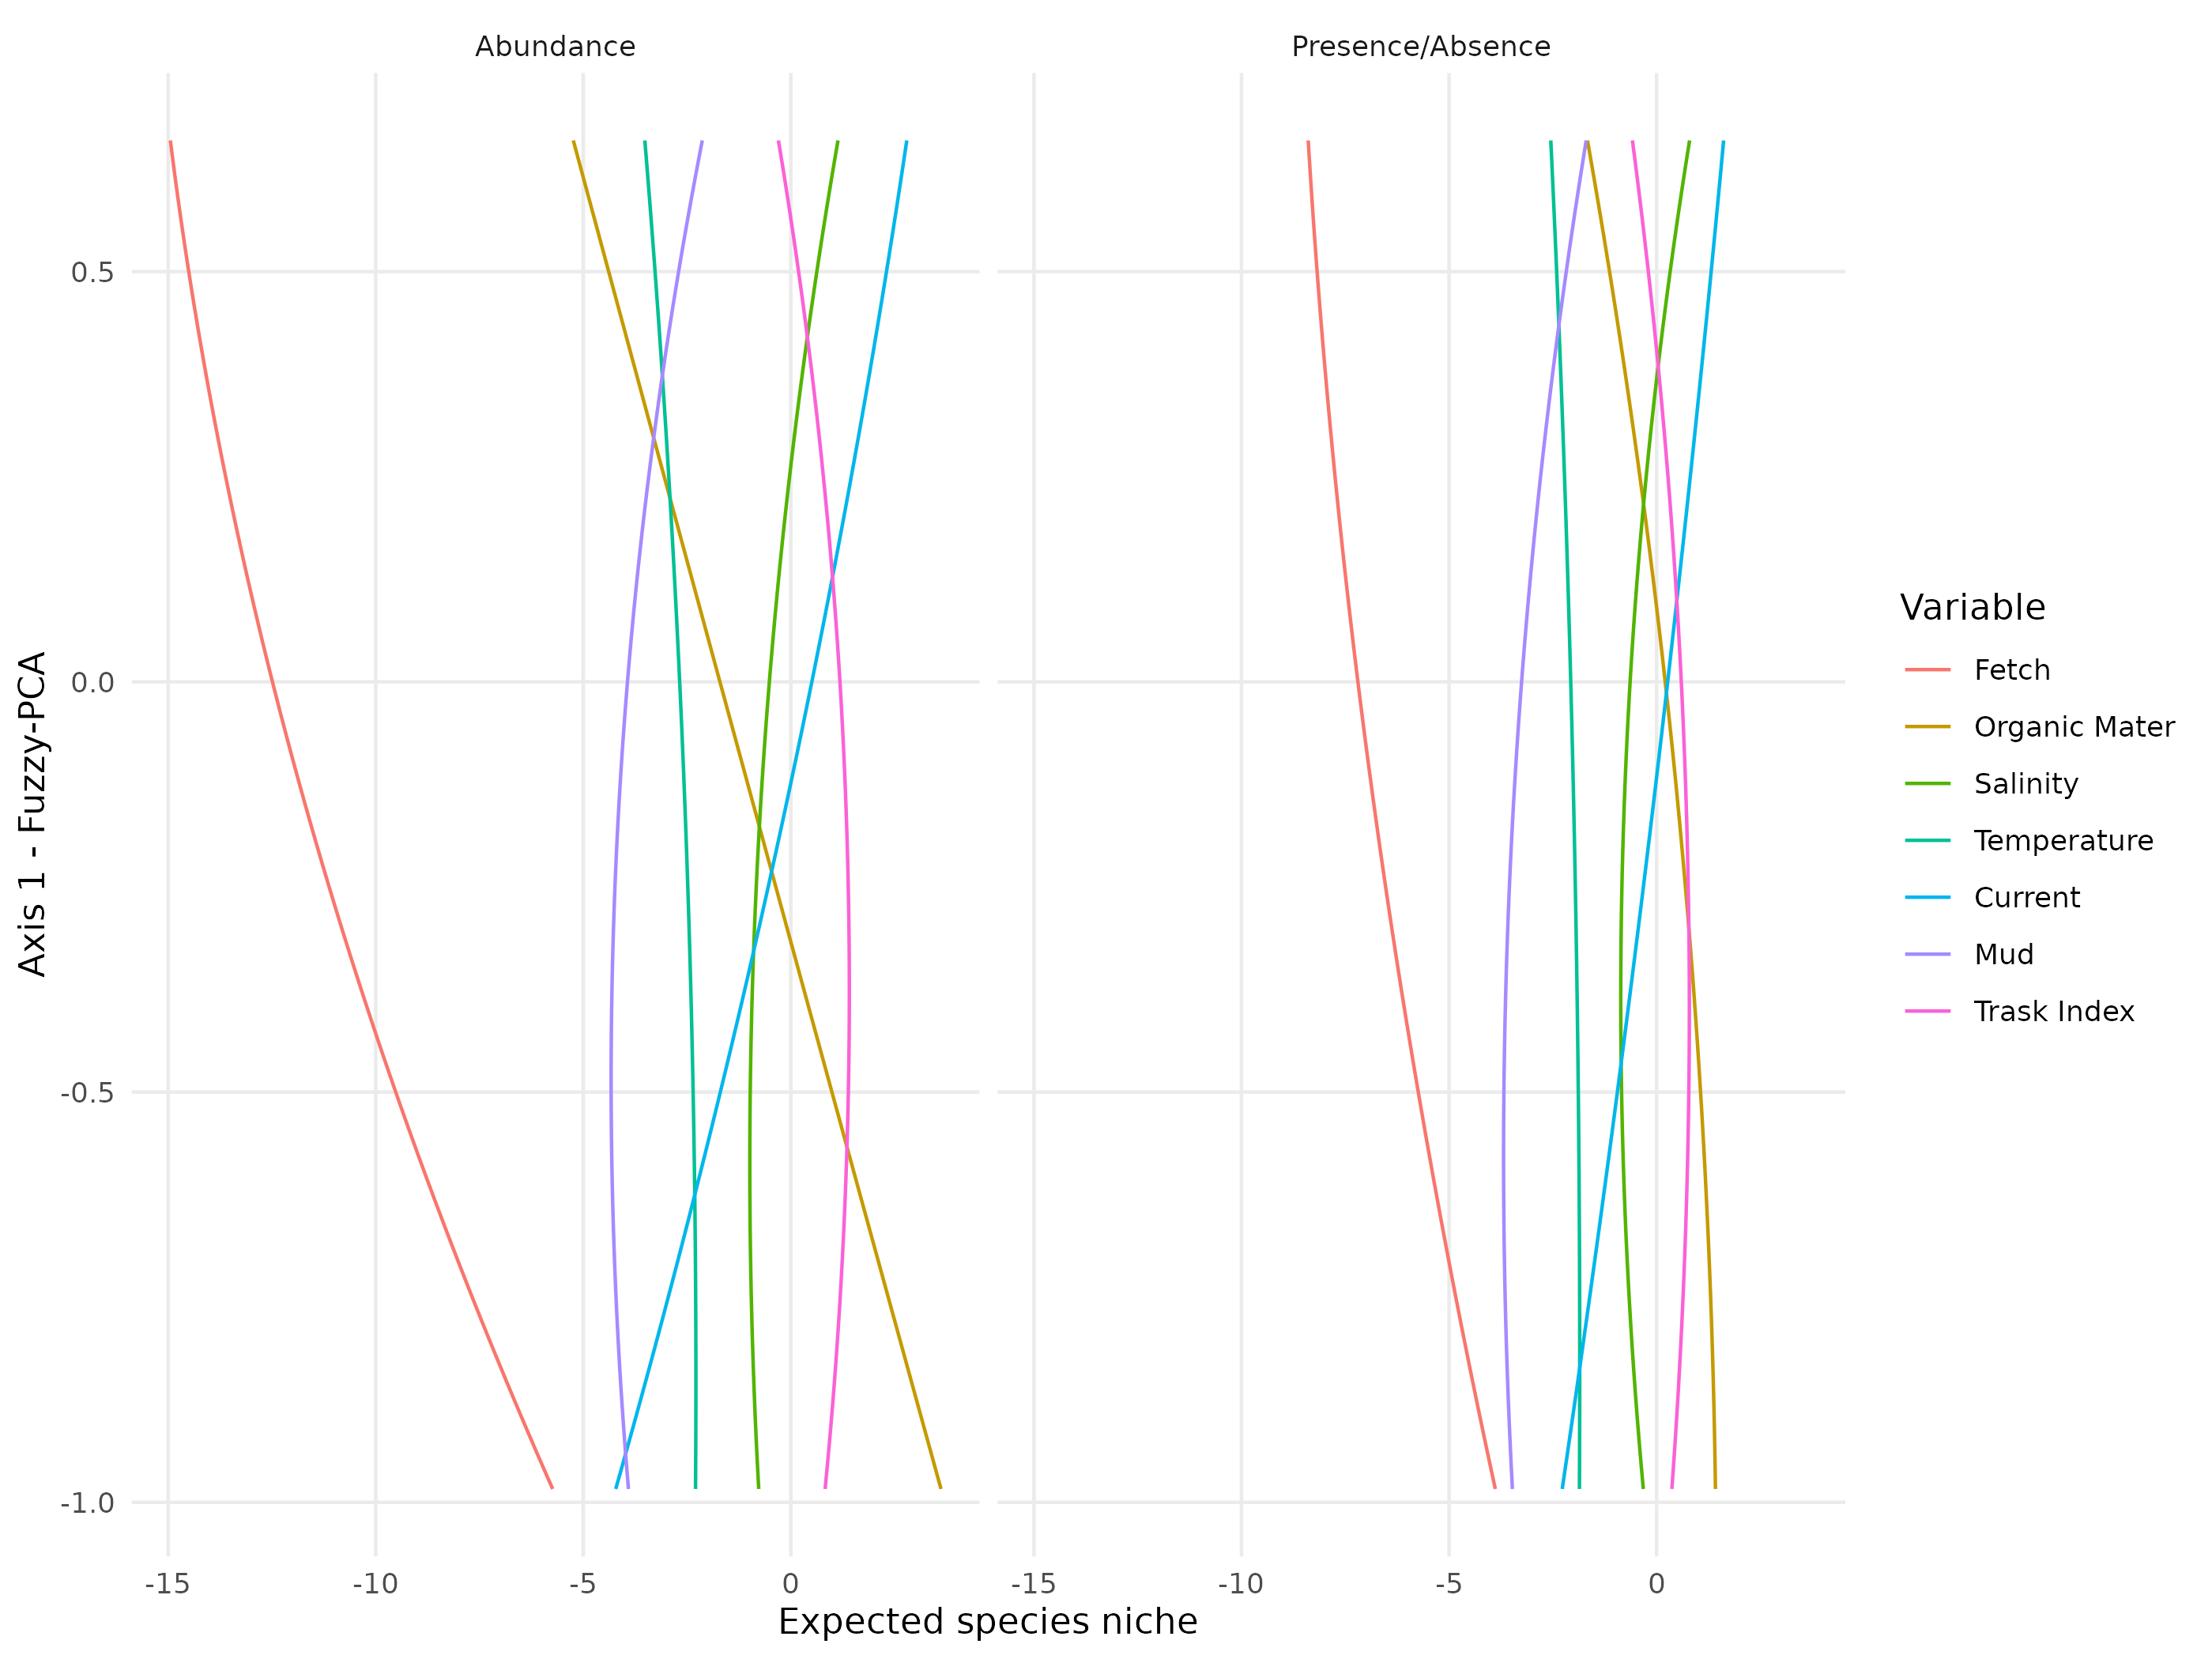 Abundance
Presence/Absence
0.5
0.0
-0.5
-1.0
Axis 1 - Fuzzy-PCA
-15
-10
-5
0
-15
-10
-5
0
Expected species niche
Variable
Fetch
Organic Mater
Salinity
Temperature
Current
Mud
Trask Index